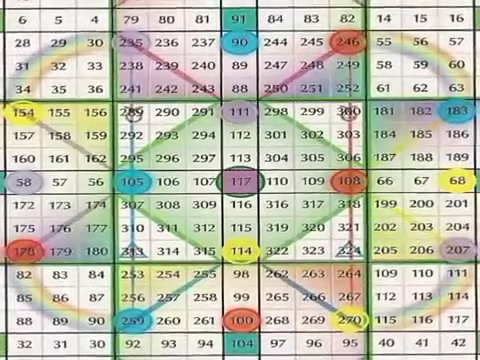 6 5 4 79 80 81 91 84 83 82 14 15 16
28 29 30 235 236 237 90 244 245 246 55 56 57
31 32 33 238 239 240 89 247 248 249 58 59 60
34 35 36 241 242 243 88 250 251 252 61 62 63
154 155 156 289 290 291 111 298 299 300 181 182 183
157 158 159 292 293 294 112 301 302 303 184 185 186
160 161 162 295 296 297 113 304 305 306 187 188 189
58 57 56 105 106 107 117 110 109 108 66 67 68
172 173 174 307 308 309 116 316 317 318 199 200 201
175 176 177 310 311 312 115 319 320 321 202 203 204
178 179 180 313 314 315 114 322 323 324 205 206 207
82 83 84 253 254 255 98 262 263 264 109 110 111
85 86 87 256 257 258 99 265 266 267 112 113 114
88 89 90 259 260 261 100 268 269 270 115 116 117
32 31 30 92 93 94 104 97 96 95 40 41 42